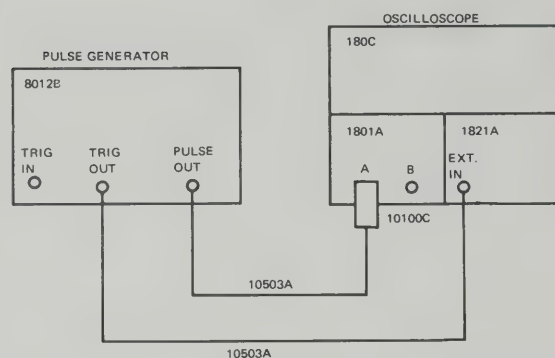 OSCILLOSCOPE
180C
PULSE GENERATOR
8012B
1801A
1821A
TRIG IN
TRIG OUT
PULSE OUT
A
B
EXT. IN
10100C
10503A
10503A